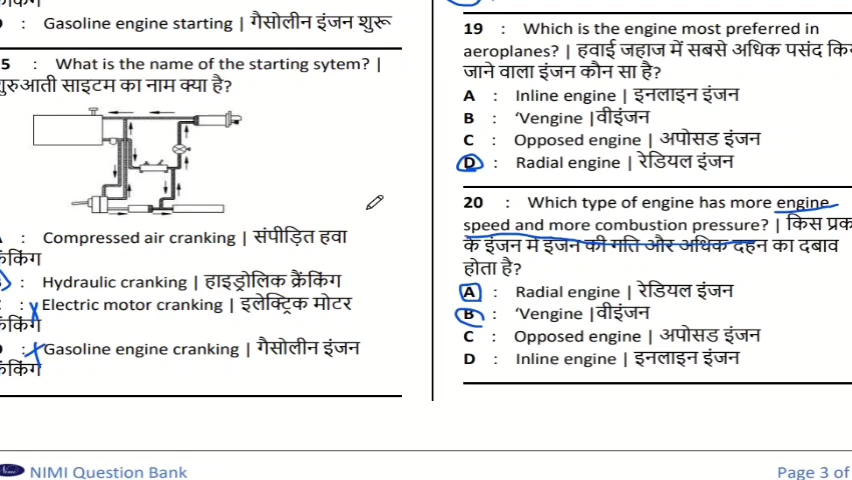 : Gasoline engine starting | गैसोलीन इंजन शुरू
5 : What is the name of the starting sytem? |
शुरुआती साइटम का नाम क्या है?
: Compressed air cranking | संपीड़ित हवा
क्रैंकिंग
: Hydraulic cranking | हाइड्रोलिक क्रैंकिंग
: Electric motor cranking | इलेक्ट्रिक मोटर
क्रैंकिंग
: Gasoline engine cranking | गैसोलीन इंजन
क्रैंकिंग
19 : Which is the engine most preferred in
aeroplanes? | हवाई जहाज में सबसे अधिक पसंद
जाने वाला इंजन कौन सा है?
A : Inline engine | इनलाइन इंजन
B : ‘Vengine | वीइंजन
C : Opposed engine | अपोसड इंजन
D : Radial engine | रेडियल इंजन
20 : Which type of engine has more engine
speed and more combustion pressure? | किस
के इंजन में इंजन की गति और अधिक दहन का दबाव
होता है?
A : Radial engine | रेडियल इंजन
B : ‘Vengine | वीइंजन
C : Opposed engine | अपोसड इंजन
D : Inline engine | इनलाइन इंजन
NIMI Question Bank
Page 3 of